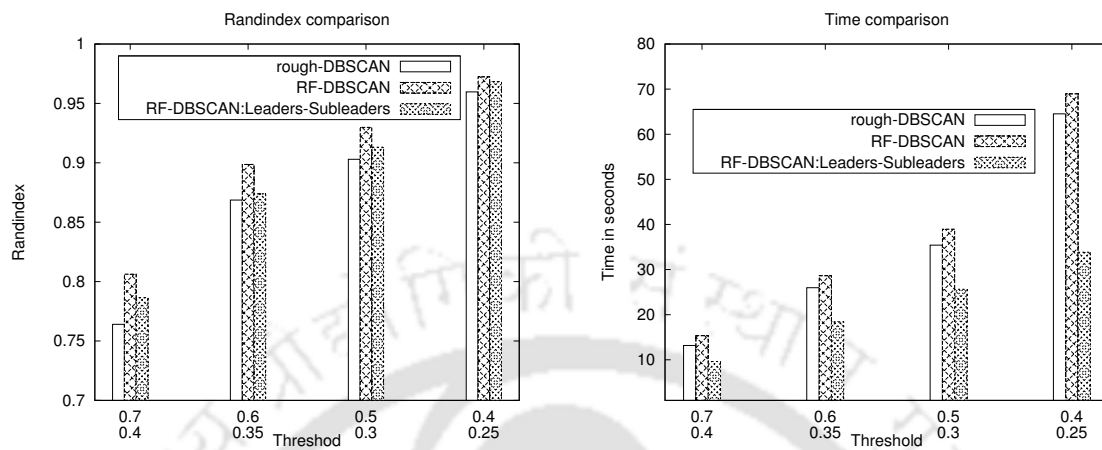 Randindex comparison
1
0.95
0.9
0.85
0.8
0.75
0.7
Randindex
rough-DBSCAN
RF-DBSCAN
RF-DBSCAN:Leaders-Subleaders
0.7 0.6 0.5 0.4
0.4 0.35 0.3 0.25
Threshod
Time comparison
80
70
60
50
40
30
20
10
Time in seconds
rough-DBSCAN
RF-DBSCAN
RF-DBSCAN:Leaders-Subleaders
0.7 0.6 0.5 0.4
0.4 0.35 0.3 0.25
Threshold